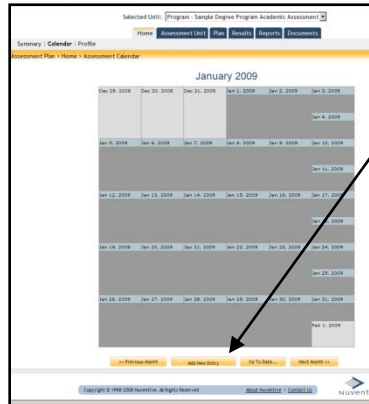 Selected Unit: Program - Sample Degree Program Academic Assessment
Home Assessment Unit Plan Results Reports Documents
Summary | Calendar | Profile
Assessment Plan > Home > Assessment Calendar
January 2009
Dec 29, 2008 Dec 30, 2008 Dec 31, 2008 Jan 1, 2009 Jan 2, 2009 Jan 3, 2009
Jan 4, 2009
Jan 5, 2009 Jan 6, 2009 Jan 7, 2009 Jan 8, 2009 Jan 9, 2009 Jan 10, 2009
Jan 11, 2009
Jan 12, 2009 Jan 13, 2009 Jan 14, 2009 Jan 15, 2009 Jan 16, 2009 Jan 17, 2009
2009
Jan 19, 2009 Jan 20, 2009 Jan 21, 2009 Jan 22, 2009 Jan 23, 2009 Jan 24, 2009
Jan 25, 2009
Jan 26, 2009 Jan 27, 2009 Jan 28, 2009 Jan 29, 2009 Jan 30, 2009 Jan 31, 2009
Feb 1, 2009
<< Previous Month Add New Entry Go To Date... Next Month >>
Copyright © 1998-2008 Nuventive. All Rights Reserved About Nuventive | Contact Us